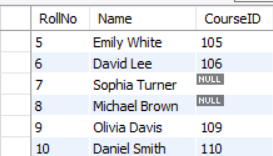 RollNo Name CourseID
5 Emily White 105
6 David Lee 106
7 Sophia Turner NULL
8 Michael Brown NULL
9 Olivia Davis 109
10 Daniel Smith 110